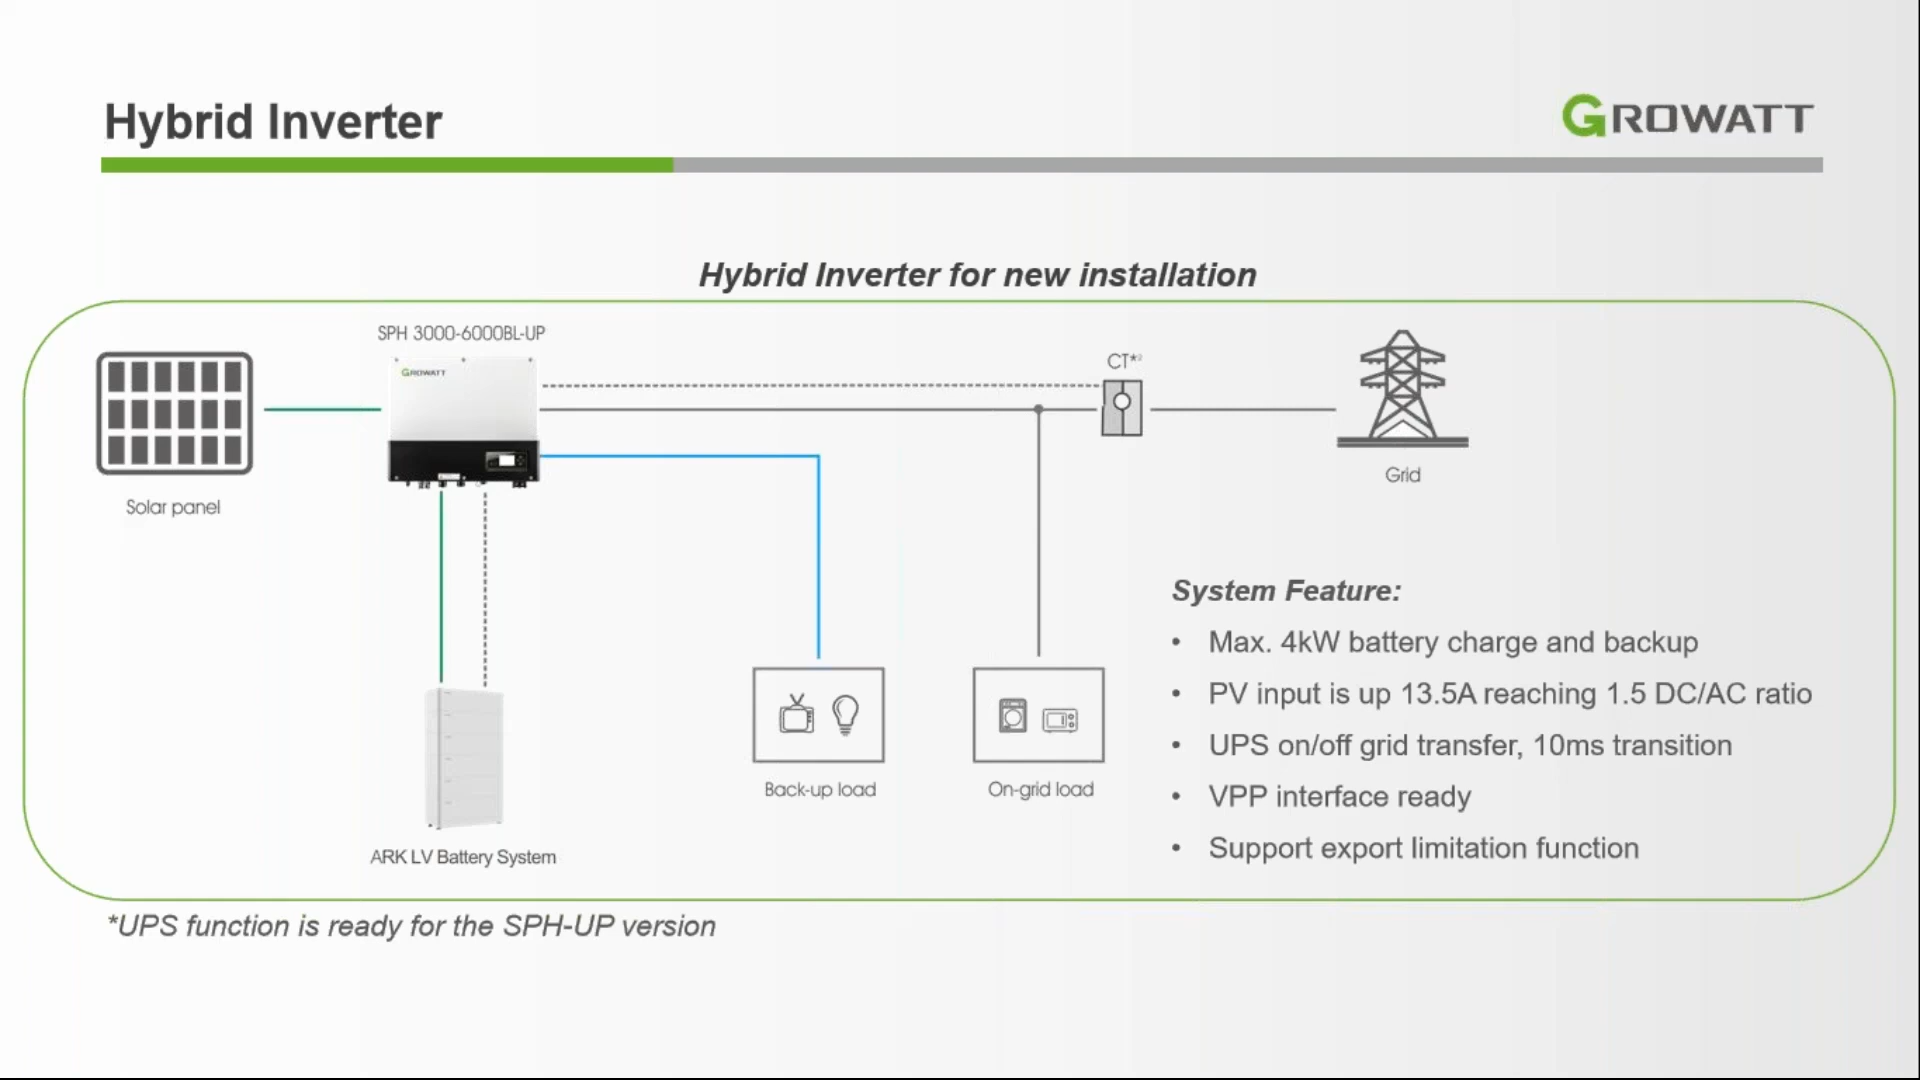 Hybrid Inverter
GROWATT
Hybrid Inverter for new installation
SPH 3000-6000BL-UP
GROWATT
CT*²
Solar panel
Grid
System Feature:
• Max. 4kW battery charge and backup
• PV input is up 13.5A reaching 1.5 DC/AC ratio
• UPS on/off grid transfer, 10ms transition
• VPP interface ready
• Support export limitation function
Back-up load
On-grid load
ARK LV Battery System
*UPS function is ready for the SPH-UP version